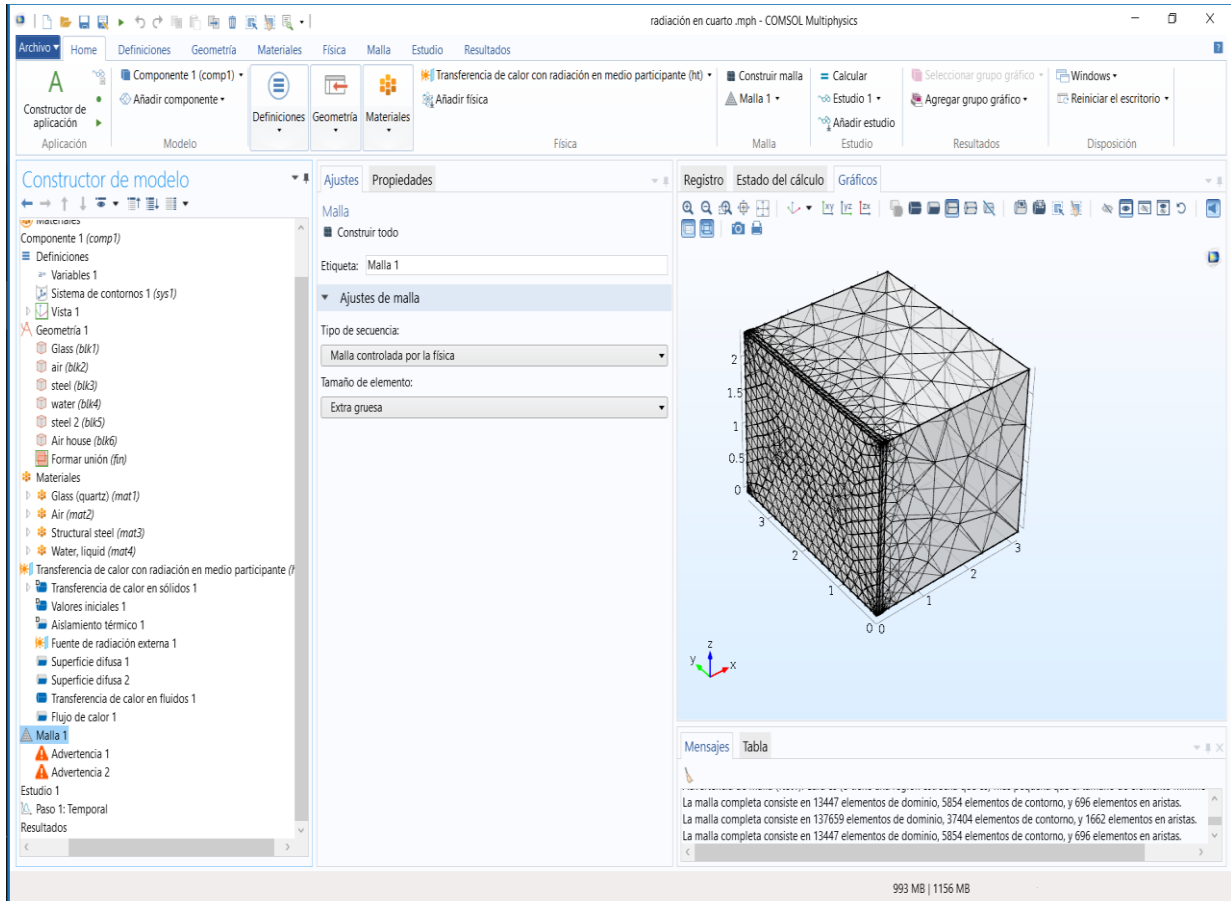 radiación en cuarto .mph - COMSOL Multiphysics
Archivo Home Definiciones Geometría Materiales Física Malla Estudio Resultados
Constructor de aplicación
Aplicación
Componente 1 (comp1)
Añadir componente
Modelo
Definiciones
Geometría
Materiales
Transferencia de calor con radiación en medio participante (ht)
Añadir física
Física
Construir malla
Malla 1
Malla
Calcular
Estudio 1
Añadir estudio
Estudio
Seleccionar grupo gráfico
Agregar grupo gráfico
Resultados
Windows
Reiniciar el escritorio
Disposición
Constructor de modelo
Materiales
Componente 1 (comp1)
Definiciones
Variables 1
Sistema de contornos 1 (sys1)
Vista 1
Geometría 1
Glass (blk1)
air (blk2)
steel (blk3)
water (blk4)
steel 2 (blk5)
Air house (blk6)
Formar unión (fin)
Materiales
Glass (quartz) (mat1)
Air (mat2)
Structural steel (mat3)
Water, liquid (mat4)
Transferencia de calor con radiación en medio participante (h
Transferencia de calor en sólidos 1
Valores iniciales 1
Aislamiento térmico 1
Fuente de radiación externa 1
Superficie difusa 1
Superficie difusa 2
Transferencia de calor en fluidos 1
Flujo de calor 1
Malla 1
Advertencia 1
Advertencia 2
Estudio 1
Paso 1: Temporal
Resultados
Ajustes Propiedades
Malla
Construir todo
Etiqueta: Malla 1
Ajustes de malla
Tipo de secuencia:
Malla controlada por la física
Tamaño de elemento:
Extra gruesa
Registro Estado del cálculo Gráficos
xy yz zx
2
1.5
1
0.5
0
3
2
1
0 0
1
2
3
z
y
x
Mensajes Tabla
La malla completa consiste en 13447 elementos de dominio, 5854 elementos de contorno, y 696 elementos en aristas.
La malla completa consiste en 137659 elementos de dominio, 37404 elementos de contorno, y 1662 elementos en aristas.
La malla completa consiste en 13447 elementos de dominio, 5854 elementos de contorno, y 696 elementos en aristas.
993 MB | 1156 MB